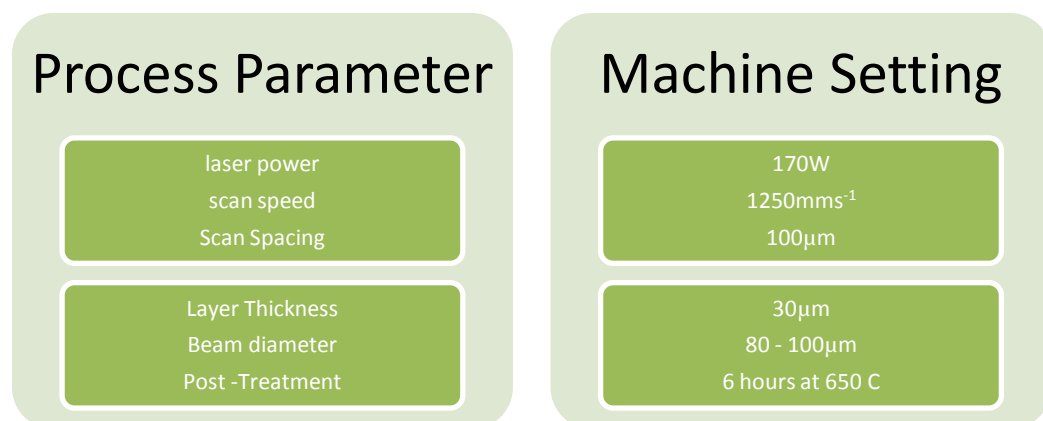 Process Parameter
laser power
scan speed
Scan Spacing
Layer Thickness
Beam diameter
Post -Treatment
Machine Setting
170W
1250mms⁻¹
100μm
30μm
80 - 100μm
6 hours at 650 C